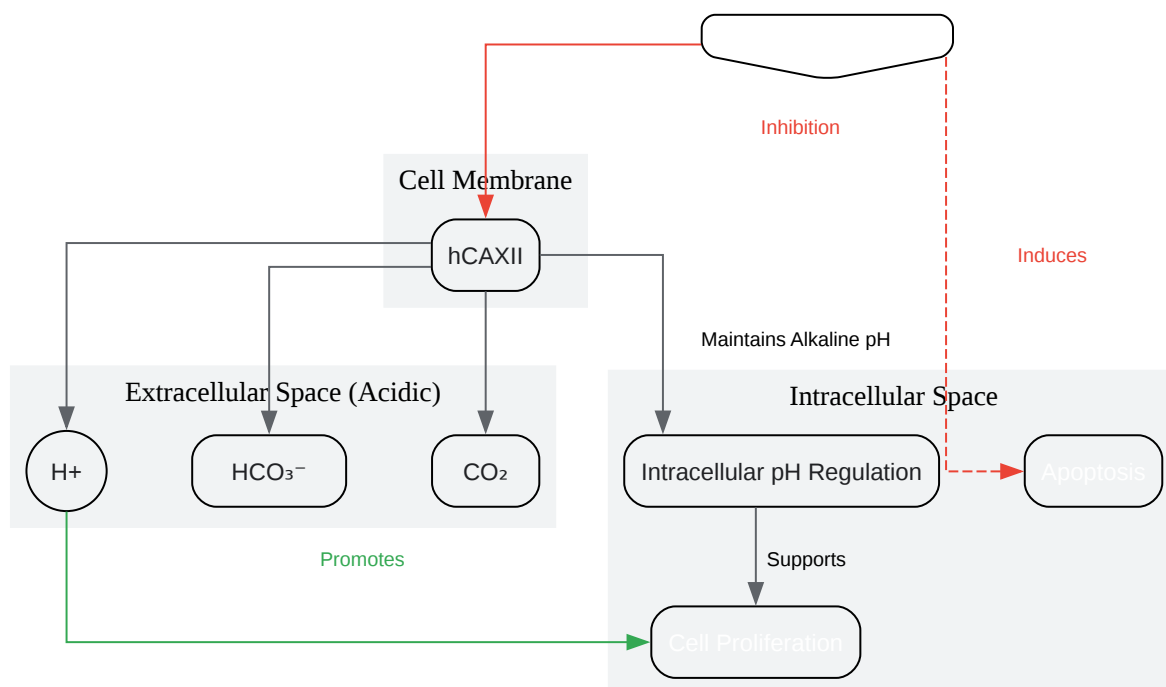 Inhibition
Cell Membrane
hCAXII
Induces
Maintains Alkaline pH
Extracellular Space (Acidic)
Intracellular Space
H+
HCO₃⁻
CO₂
Intracellular pH Regulation
Apoptosis
Promotes
Supports
Cell Proliferation